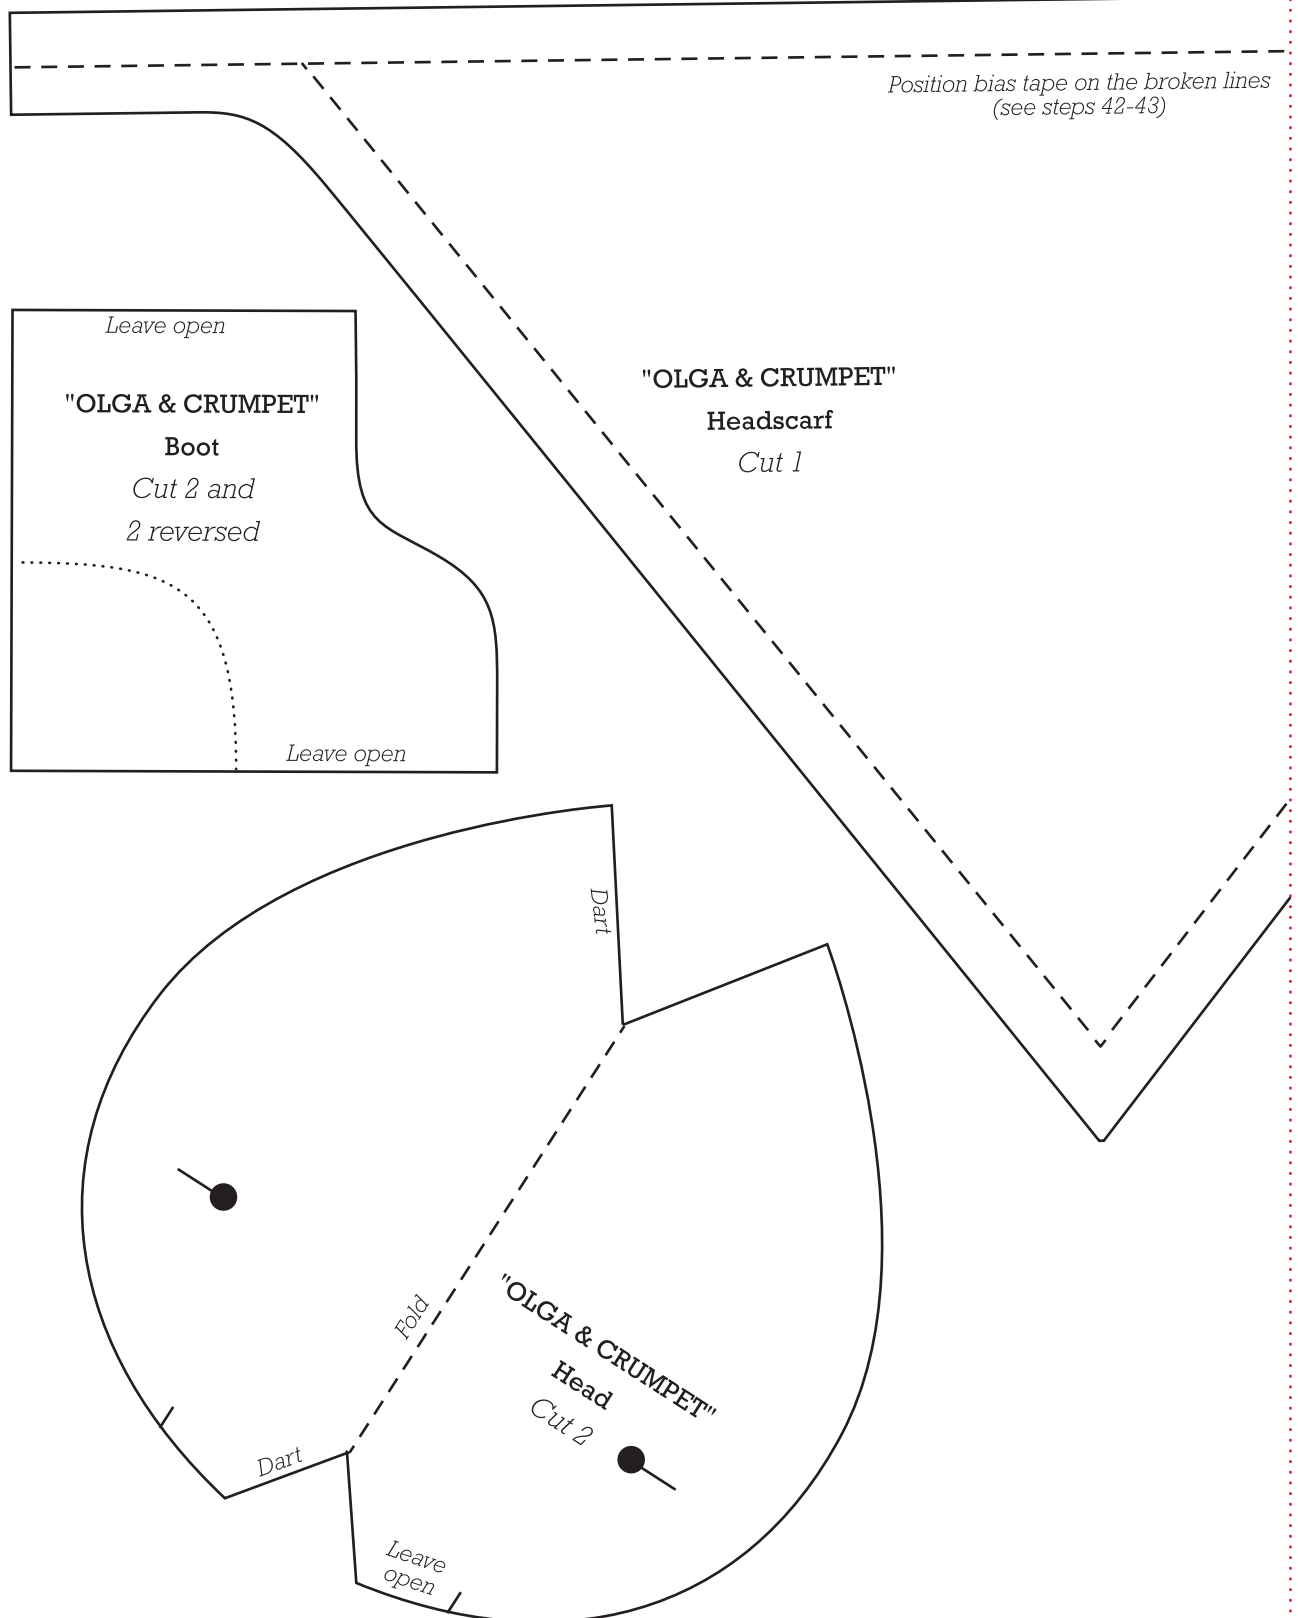 Position bias tape on the broken lines
(see steps 42-43)
"OLGA & CRUMPET"
Headscarf
Cut 1
Leave open
"OLGA & CRUMPET"
Boot
Cut 2 and
2 reversed
Leave open
Dart
Fold
"OLGA & CRUMPET"
Head
Cut 2
Dart
Leave
open